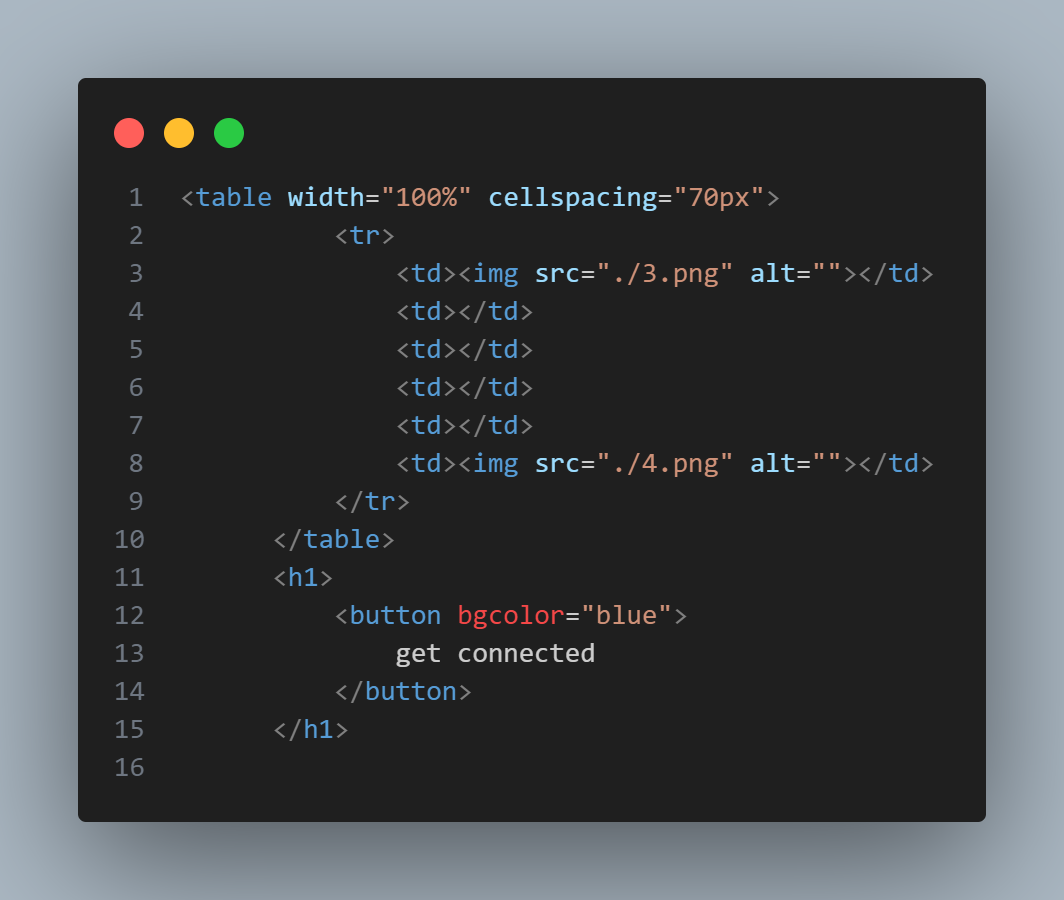 1 <table width="100%" cellspacing="70px">
2             <tr>
3                 <td><img src="./3.png" alt=""></td>
4                 <td></td>
5                 <td></td>
6                 <td></td>
7                 <td></td>
8                 <td><img src="./4.png" alt=""></td>
9             </tr>
10        </table>
11        <h1>
12            <button bgcolor="blue">
13                get connected
14            </button>
15        </h1>
16